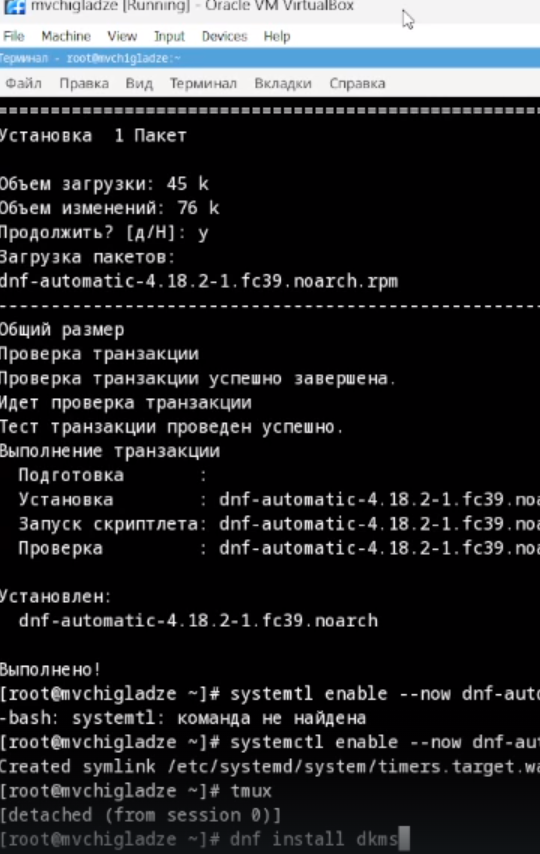 mvchigladze [Running] - Oracle VM VirtualBox
File Machine View Input Devices Help
Терминал - root@mvchigladze:~
Файл Правка Вид Терминал Вкладки Справка
Установка 1 Пакет
Объем загрузки: 45 k
Объем изменений: 76 k
Продолжить? [д/Н]: y
Загрузка пакетов:
dnf-automatic-4.18.2-1.fc39.noarch.rpm
Общий размер
Проверка транзакции
Проверка транзакции успешно завершена.
Идет проверка транзакции
Тест транзакции проведен успешно.
Выполнение транзакции
Подготовка :
Установка : dnf-automatic-4.18.2-1.fc39.noa
Запуск скриптлета: dnf-automatic-4.18.2-1.fc39.noa
Проверка : dnf-automatic-4.18.2-1.fc39.noa
Установлен:
dnf-automatic-4.18.2-1.fc39.noarch
Выполнено!
[root@mvchigladze ~]# systemtl enable --now dnf-auto
-bash: systemtl: команда не найдена
[root@mvchigladze ~]# systemctl enable --now dnf-aut
Created symlink /etc/systemd/system/timers.target.wa
[root@mvchigladze ~]# tmux
[detached (from session 0)]
[root@mvchigladze ~]# dnf install dkms